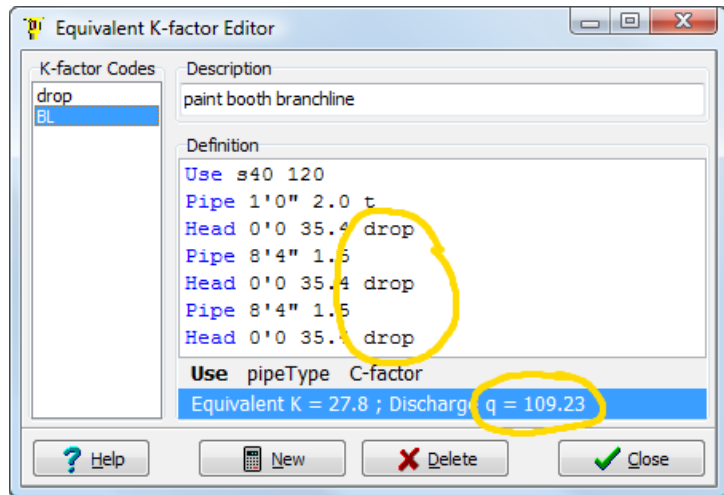 Equivalent K-factor Editor
K-factor Codes
drop
BL
Description
paint booth branchline
Definition
Use s40 120
Pipe 1'0" 2.0 t
Head 0'0 35.4 drop
Pipe 8'4" 1.5
Head 0'0 35.4 drop
Pipe 8'4" 1.5
Head 0'0 35.4 drop
Use pipeType C-factor
Equivalent K = 27.8 ; Discharge q = 109.23
Help
New
Delete
Close